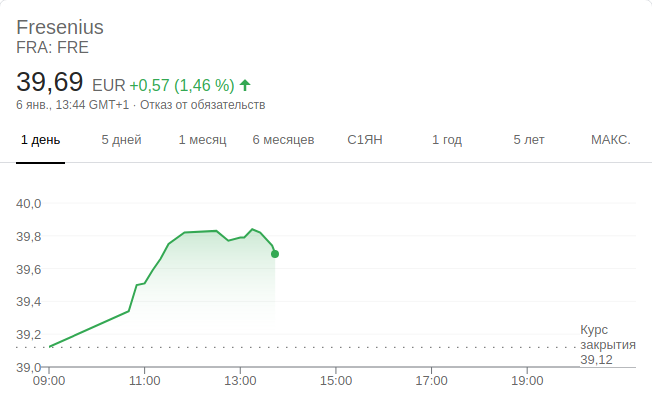 Fresenius
FRA: FRE
39,69 EUR +0,57 (1,46 %)
6 янв., 13:44 GMT+1 · Отказ от обязательств
1 день 5 дней 1 месяц 6 месяцев С1ЯН 1 год 5 лет МАКС.
40,0
39,8
39,6
39,4
39,2
39,0
Курс
закрытия
39,12
09:00 11:00 13:00 15:00 17:00 19:00